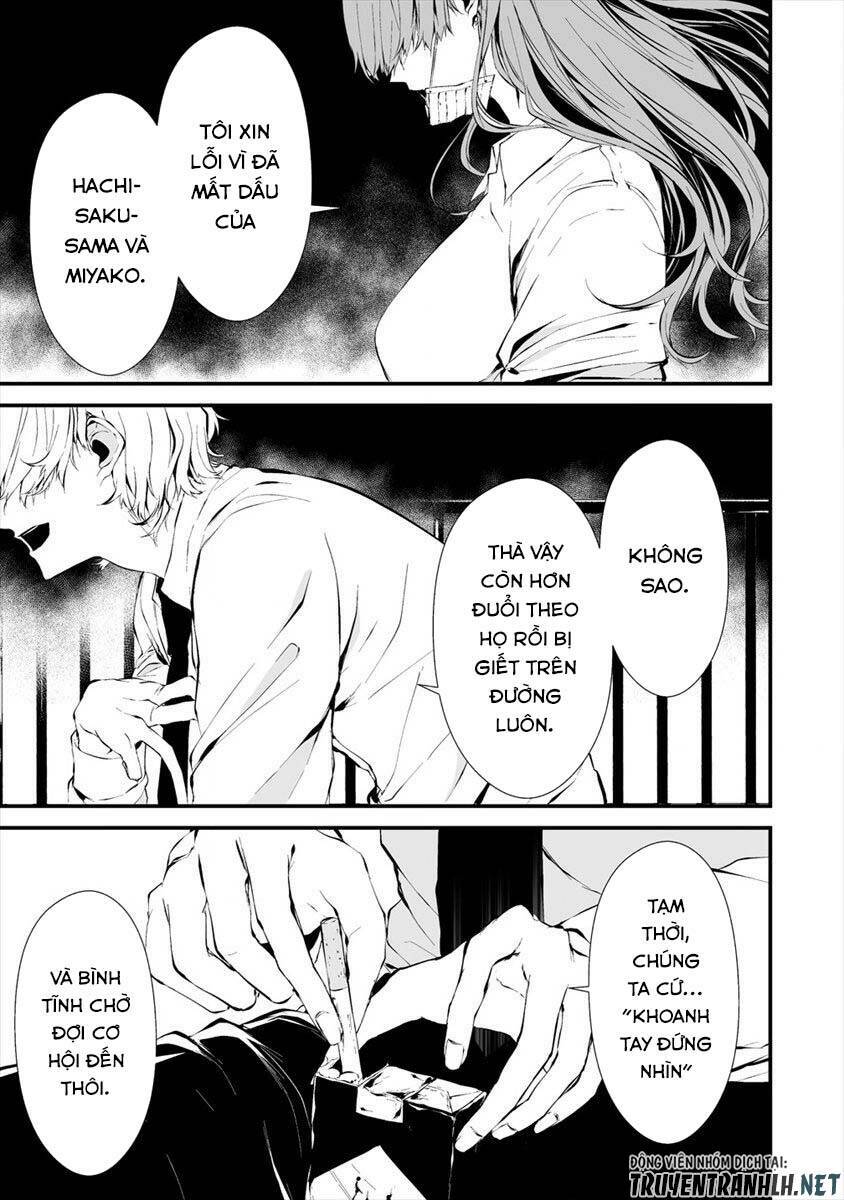 TÔI XIN
LỖI VÌ ĐÃ
MẤT DẤU
CỦA
HACHI-
SAKU-
SAMA VÀ
MIYAKO.
KHÔNG
SAO.
THÀ VẬY
CÒN HƠN
ĐUỔI THEO
HỌ RỒI BỊ
GIẾT TRÊN
ĐƯỜNG
LUÔN.
TẠM
THỜI,
CHÚNG
TA CỨ...
"KHOANH
TAY ĐỨNG
NHÌN"
VÀ BÌNH
TĨNH CHỜ
ĐỢI CƠ
HỘI ĐẾN
THÔI.
ĐỘNG VIÊN NHÓM DỊCH TẠI:
TRUYENTRANHLH.NET